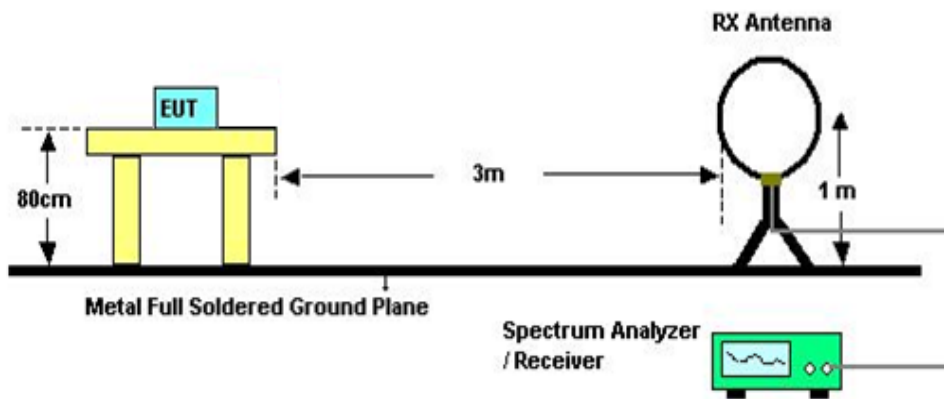 RX Antenna
EUT
80cm
3m
1 m
Metal Full Soldered Ground Plane
Spectrum Analyzer
/ Receiver